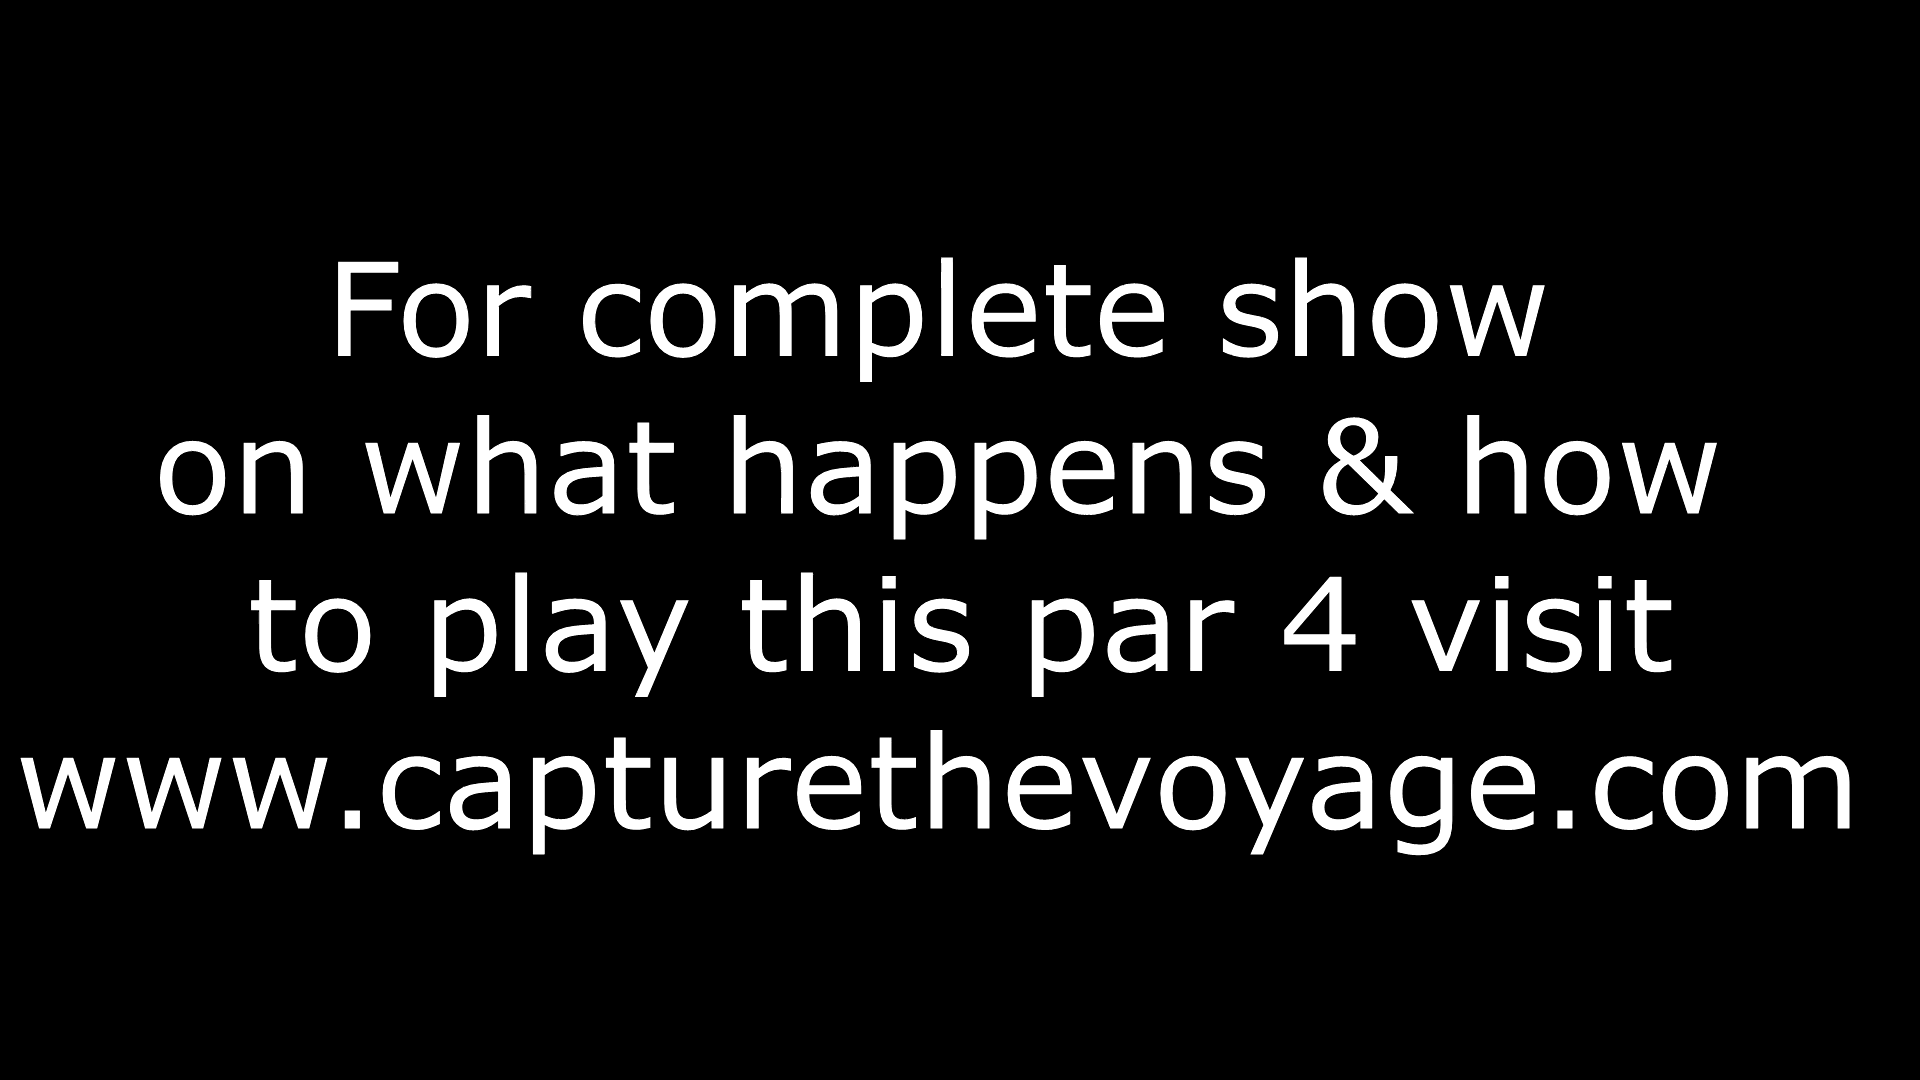 For complete show
on what happens & how
to play this par 4 visit
www.capturethevoyage.com